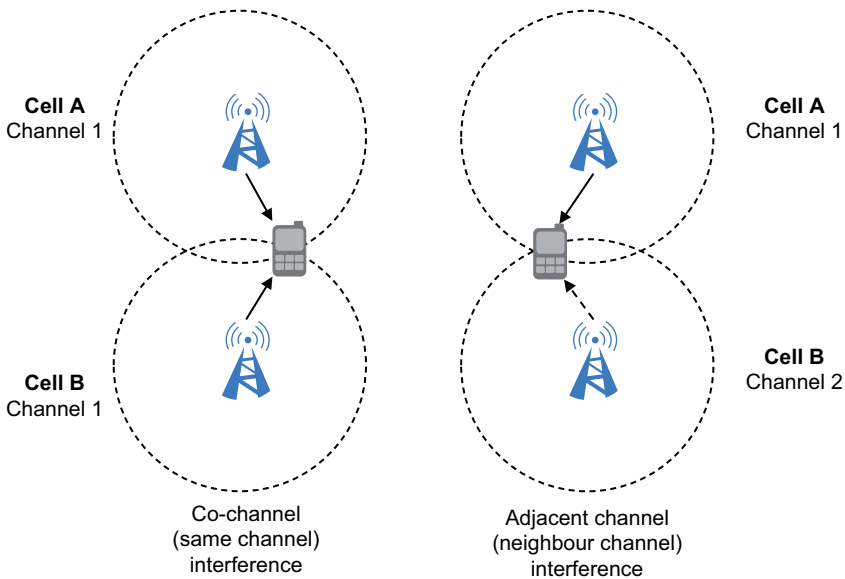 Cell A
Channel 1
Cell B
Channel 1
Co-channel
(same channel)
interference
Cell A
Channel 1
Cell B
Channel 2
Adjacent channel
(neighbour channel)
interference